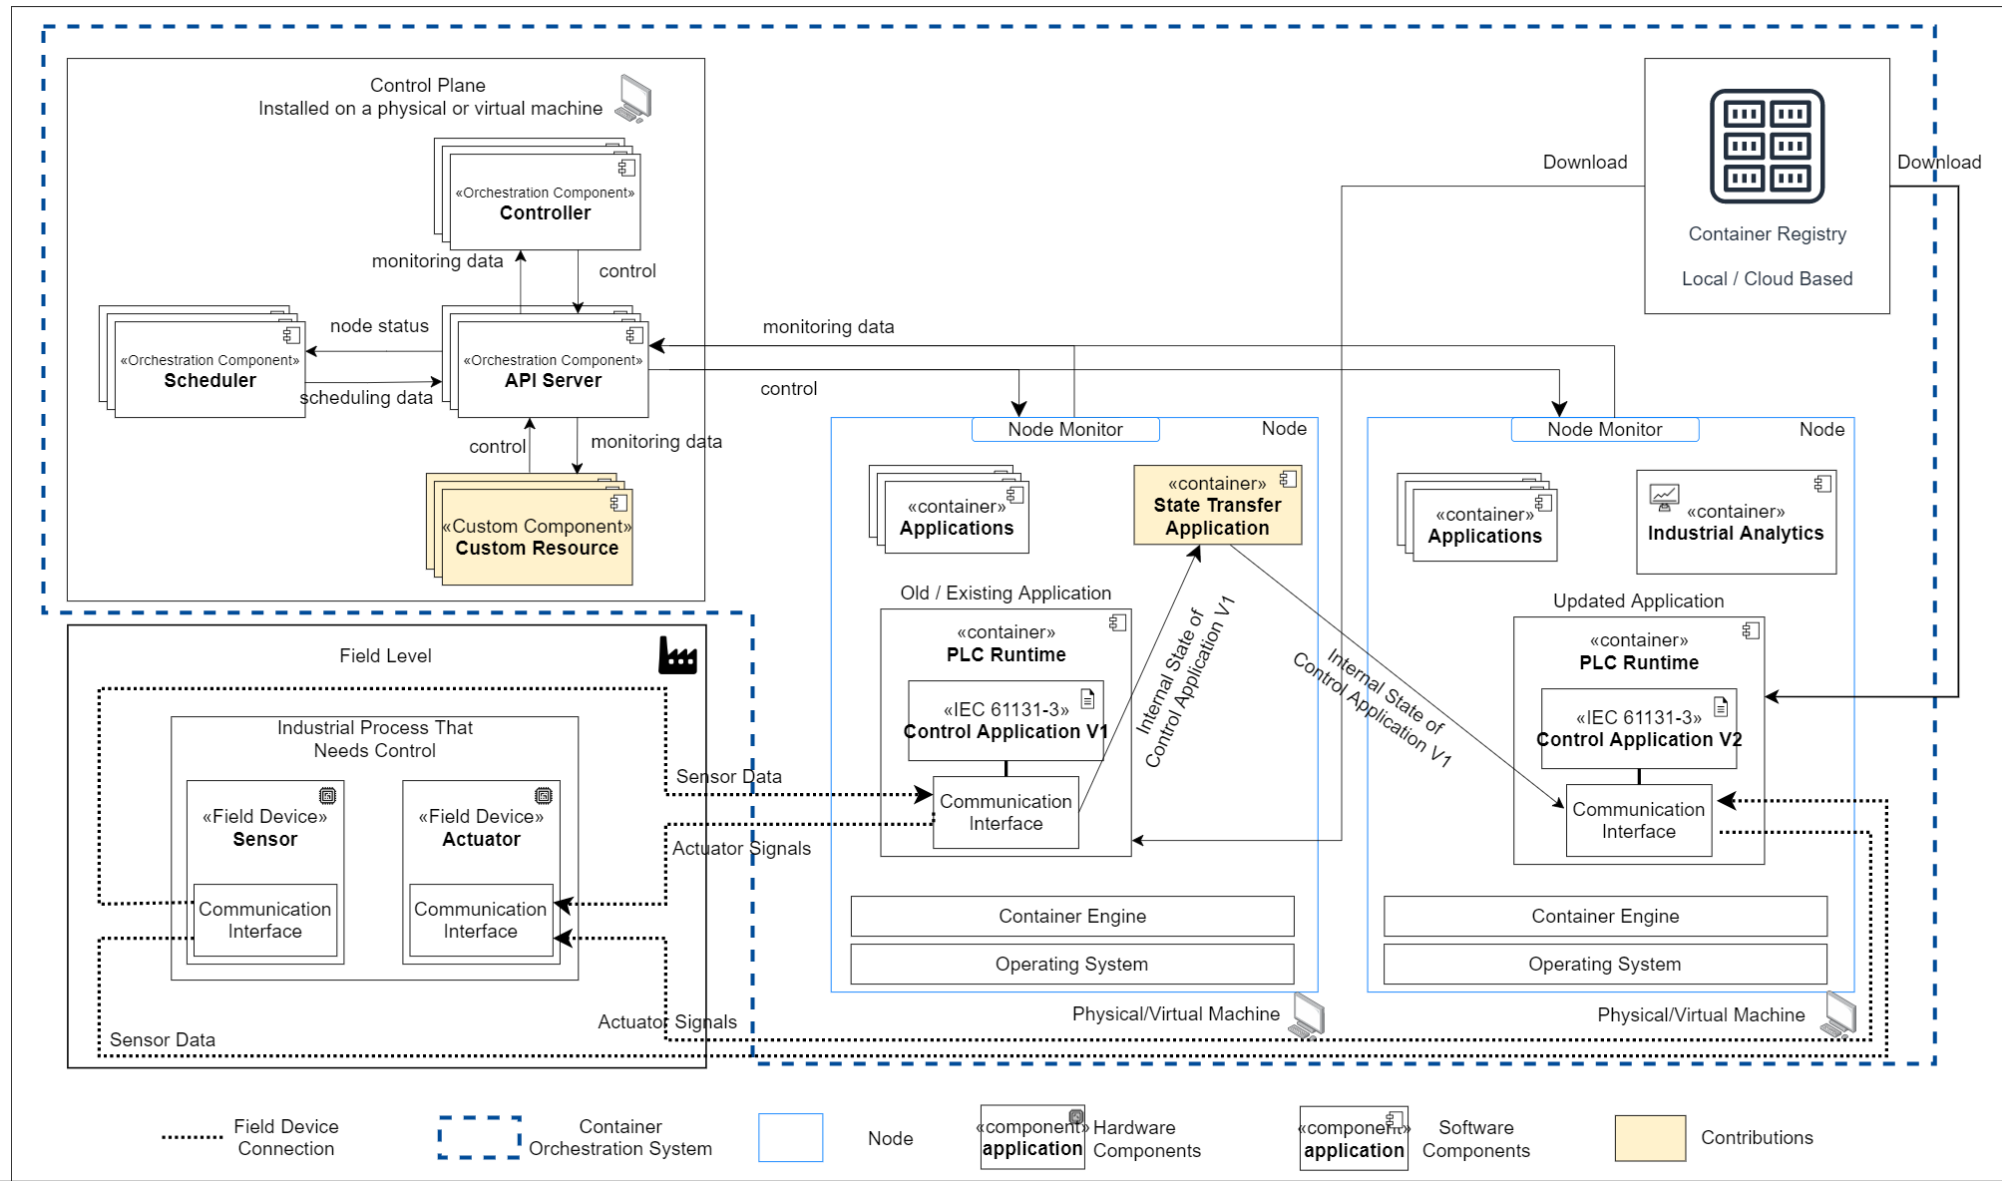 Control Plane
Installed on a physical or virtual machine
«Orchestration Component»
Controller
monitoring data
control
node status
«Orchestration Component»
Scheduler
scheduling data
«Orchestration Component»
API Server
control
monitoring data
«Custom Component»
Custom Resource
monitoring data
control
Download
Download
Container Registry
Local / Cloud Based
Node Monitor
Node
«container»
Applications
«container»
State Transfer
Application
Old / Existing Application
«container»
PLC Runtime
«IEC 61131-3»
Control Application V1
Communication
Interface
Internal State of
Control Application V1
Internal State of
Control Application V1
Container Engine
Operating System
Physical/Virtual Machine
Node Monitor
Node
«container»
Applications
«container»
Industrial Analytics
Updated Application
«container»
PLC Runtime
«IEC 61131-3»
Control Application V2
Communication
Interface
Container Engine
Operating System
Physical/Virtual Machine
Field Level
Industrial Process That
Needs Control
«Field Device»
Sensor
Communication
Interface
«Field Device»
Actuator
Communication
Interface
Sensor Data
Actuator Signals
Actuator Signals
Sensor Data
Field Device
Connection
Container
Orchestration System
Node
«component»
application
Hardware
Components
«component»
application
Software
Components
Contributions